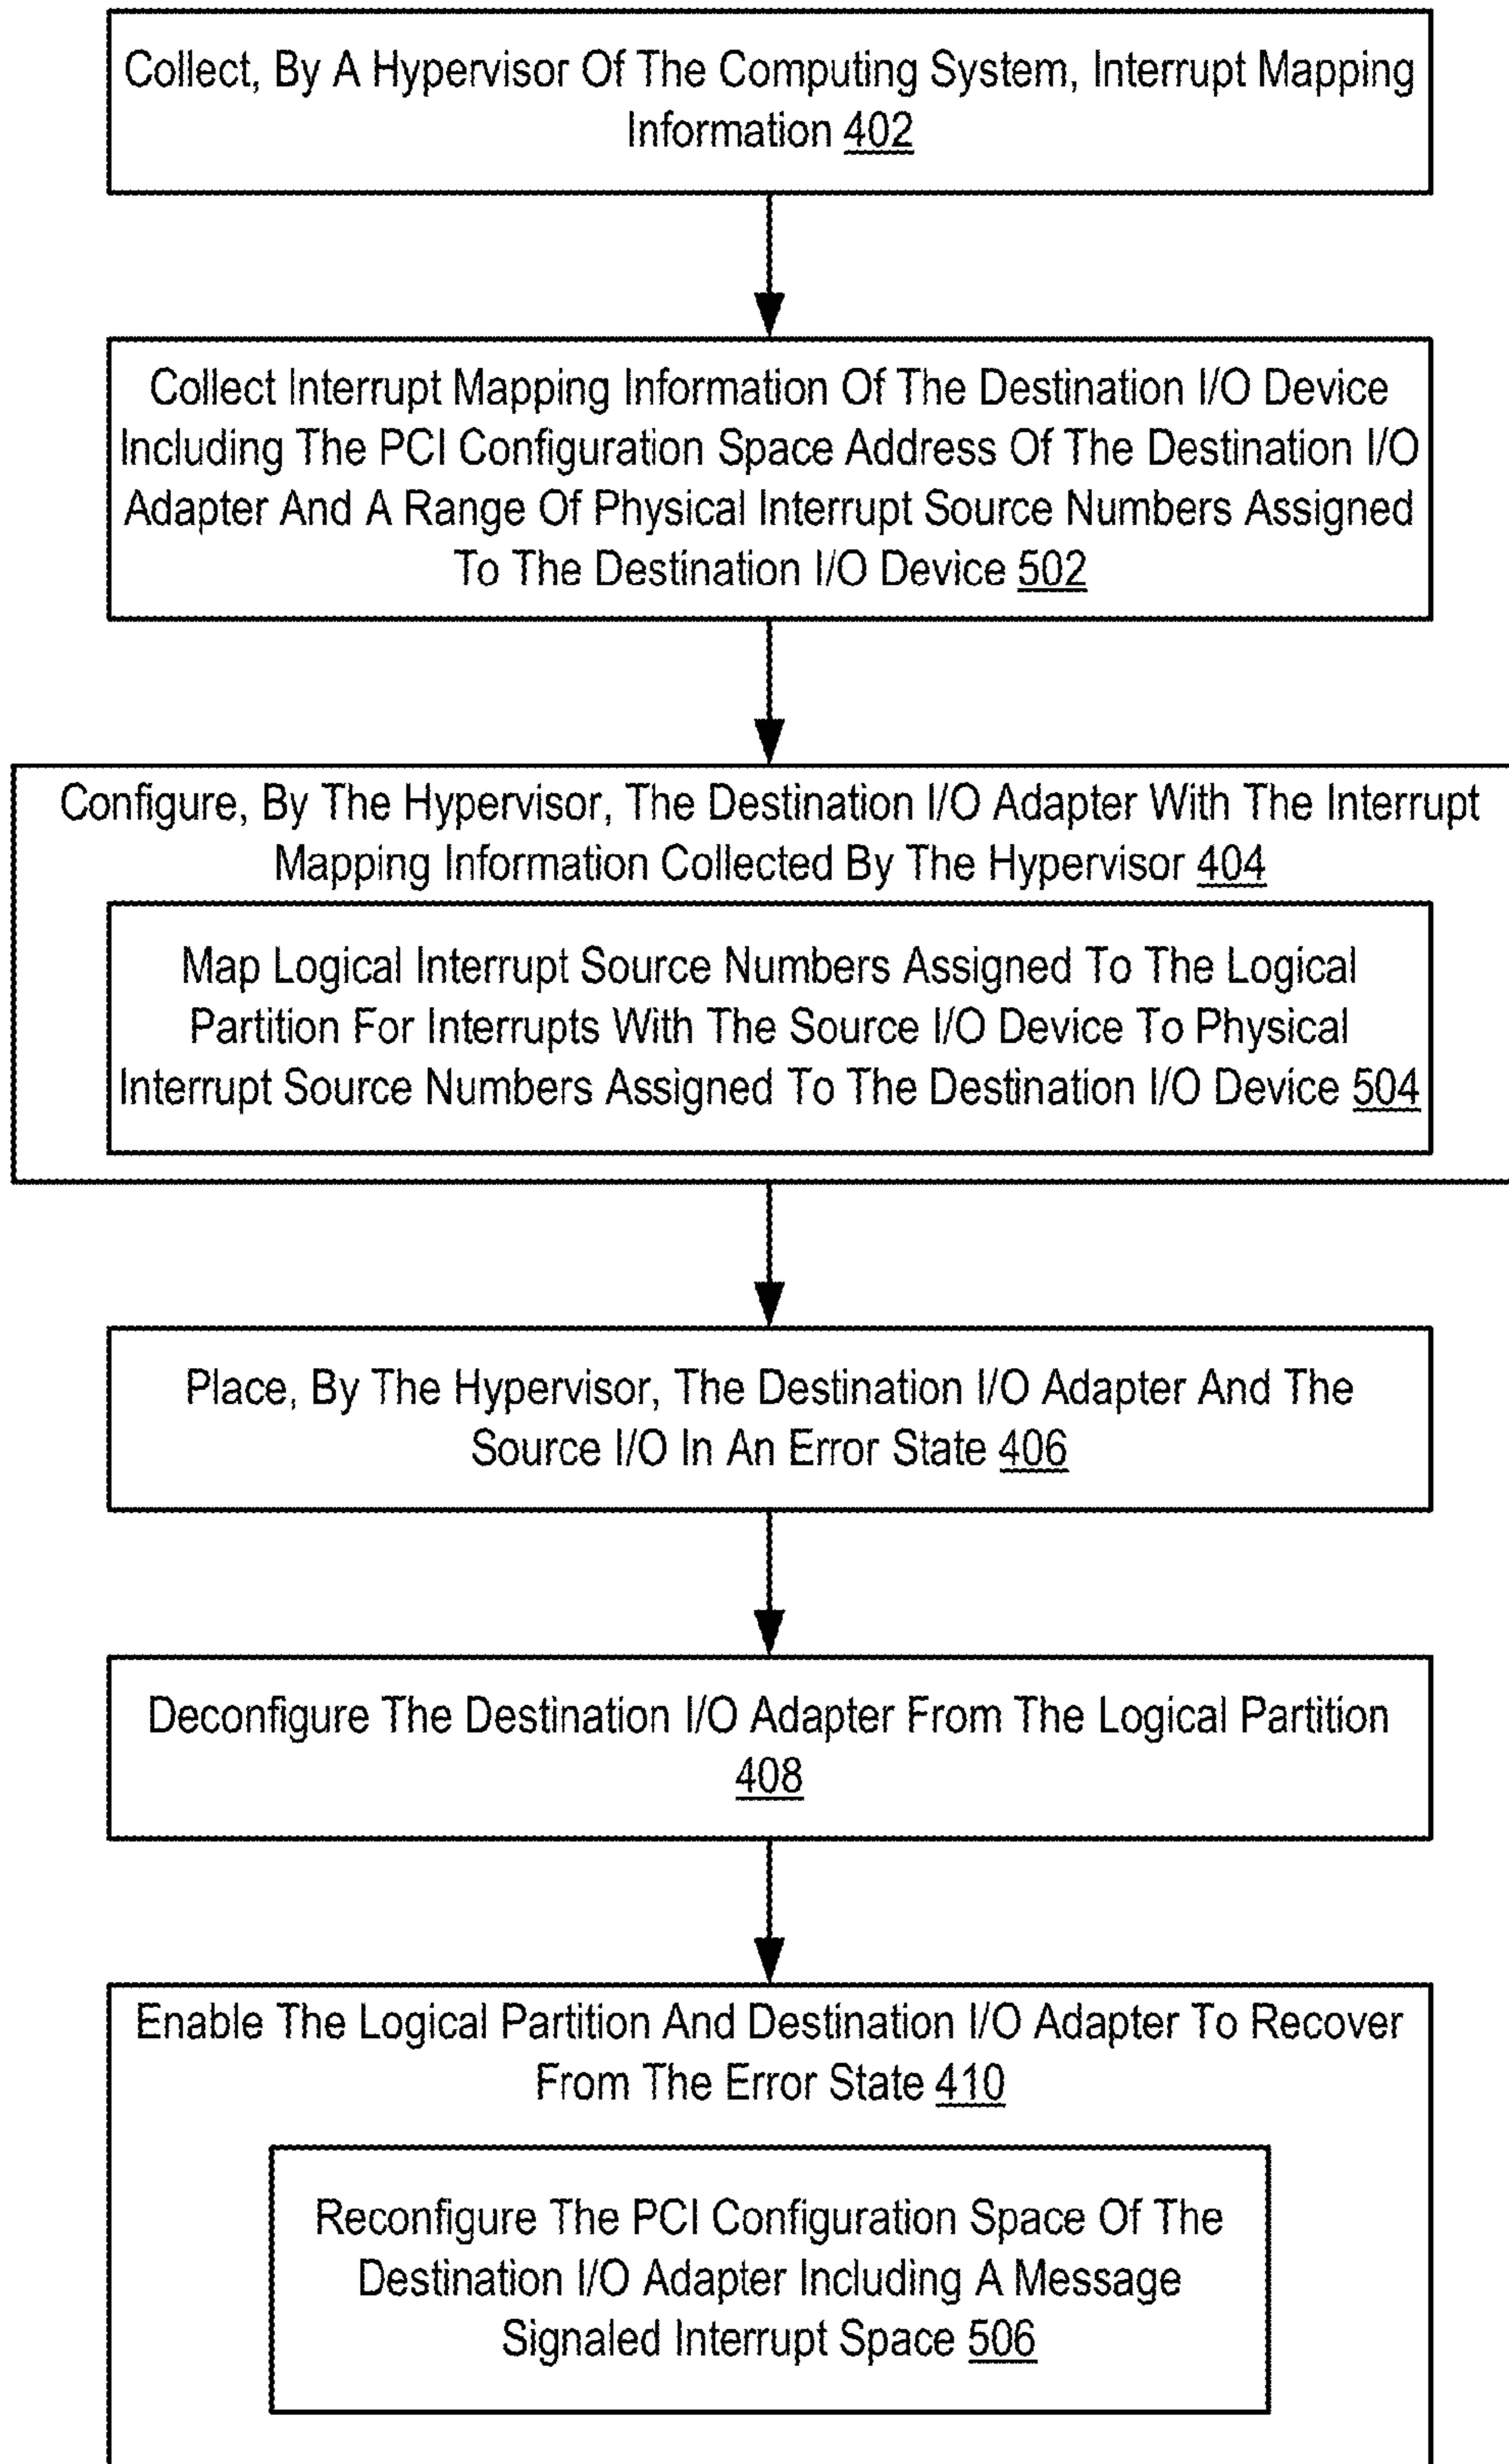 Collect, By A Hypervisor Of The Computing System, Interrupt Mapping
Information 402
Collect Interrupt Mapping Information Of The Destination I/O Device
Including The PCI Configuration Space Address Of The Destination I/O
Adapter And A Range Of Physical Interrupt Source Numbers Assigned
To The Destination I/O Device 502
Configure, By The Hypervisor, The Destination I/O Adapter With The Interrupt
Mapping Information Collected By The Hypervisor 404
Map Logical Interrupt Source Numbers Assigned To The Logical
Partition For Interrupts With The Source I/O Device To Physical
Interrupt Source Numbers Assigned To The Destination I/O Device 504
Place, By The Hypervisor, The Destination I/O Adapter And The
Source I/O In An Error State 406
Deconfigure The Destination I/O Adapter From The Logical Partition
408
Enable The Logical Partition And Destination I/O Adapter To Recover
From The Error State 410
Reconfigure The PCI Configuration Space Of The
Destination I/O Adapter Including A Message
Signaled Interrupt Space 506